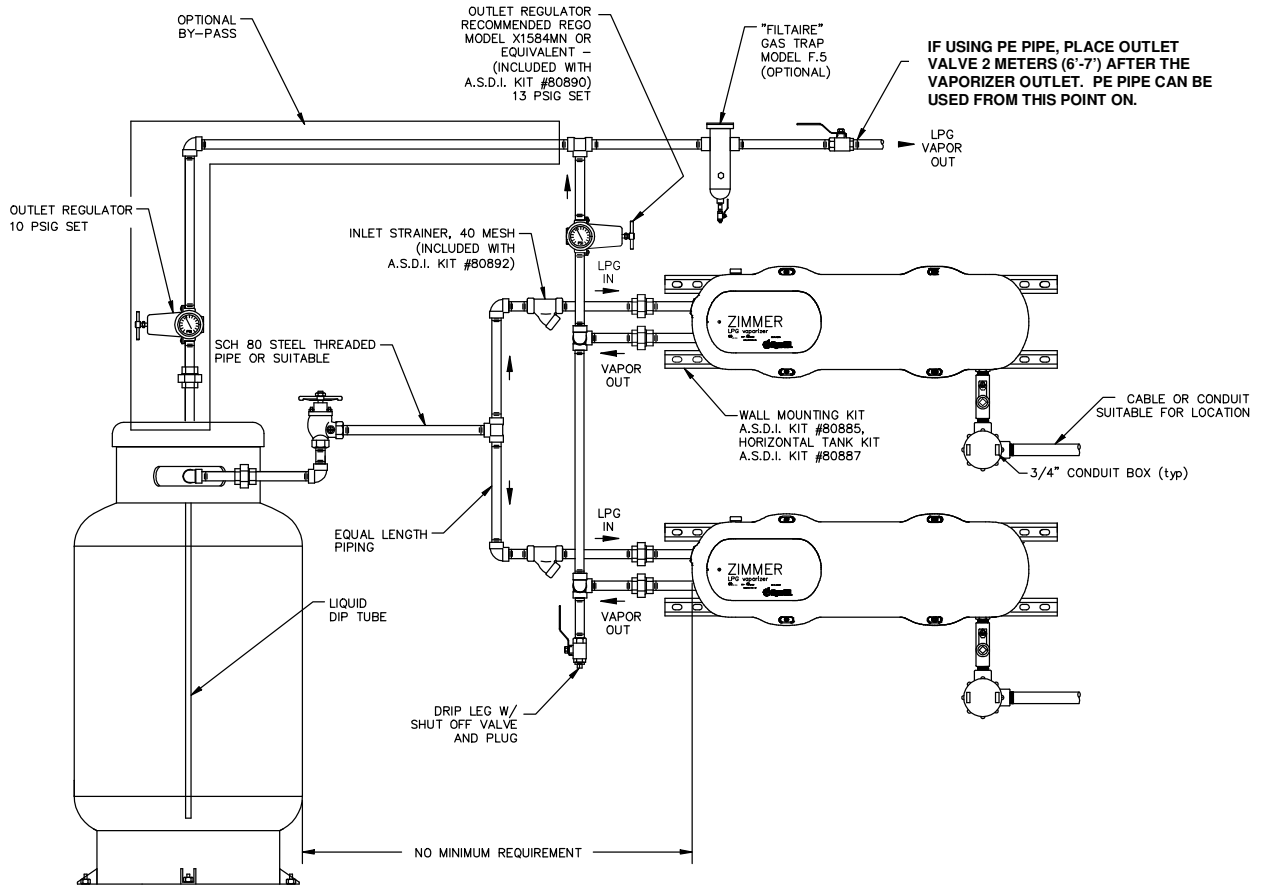 OPTIONAL
BY-PASS
OUTLET REGULATOR
RECOMMENDED REGO
MODEL X1584MN OR
EQUIVALENT –
(INCLUDED WITH
A.S.D.I. KIT #80890)
13 PSIG SET
"FILTAIRE"
GAS TRAP
MODEL F.5
(OPTIONAL)
IF USING PE PIPE, PLACE OUTLET
VALVE 2 METERS (6'-7') AFTER THE
VAPORIZER OUTLET. PE PIPE CAN BE
USED FROM THIS POINT ON.
LPG
VAPOR
OUT
OUTLET REGULATOR
10 PSIG SET
INLET STRAINER, 40 MESH
(INCLUDED WITH
A.S.D.I. KIT #80892)
LPG
IN
ZIMMER
LPG vaporizer
SCH 80 STEEL THREADED
PIPE OR SUITABLE
VAPOR
OUT
WALL MOUNTING KIT
A.S.D.I. KIT #80885,
HORIZONTAL TANK KIT
A.S.D.I. KIT #80887
CABLE OR CONDUIT
SUITABLE FOR LOCATION
3/4" CONDUIT BOX (typ)
EQUAL LENGTH
PIPING
LPG
IN
ZIMMER
LPG vaporizer
LIQUID
DIP TUBE
VAPOR
OUT
DRIP LEG W/
SHUT OFF VALVE
AND PLUG
NO MINIMUM REQUIREMENT